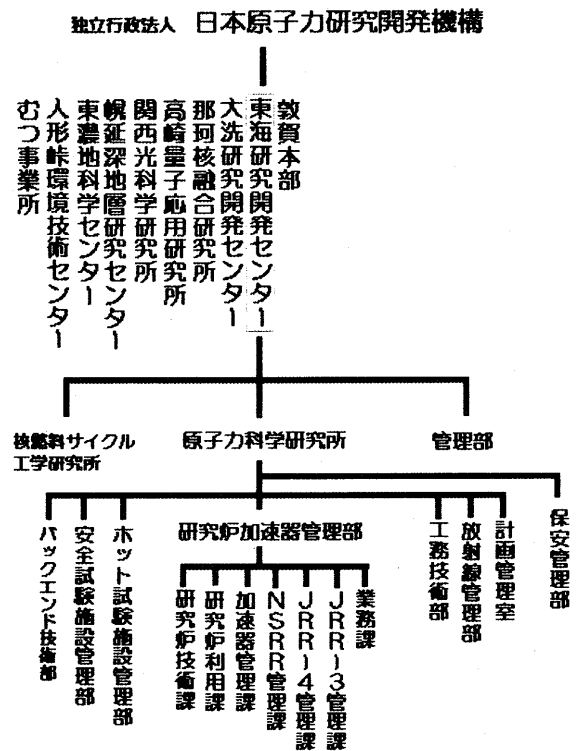 独立行政法人 日本原子力研究開発機構
敦賀本部
東海研究開発センター
大洗研究開発センター
那珂核融合研究所
高崎量子応用研究所
関西光科学研究所
幌延深地層研究センター
東濃地科学センター
人形峠環境技術センター
むつ事業所
核燃料サイクル
工学研究所
原子力科学研究所
管理部
保安管理部
計画管理室
放射線管理部
工務技術部
研究炉加速器管理部
ホット試験施設管理部
安全試験施設管理部
バックエンド技術部
業務課
JRR-3管理課
JRR-4管理課
NSRR管理課
加速器管理課
研究炉利用課
研究炉技術課